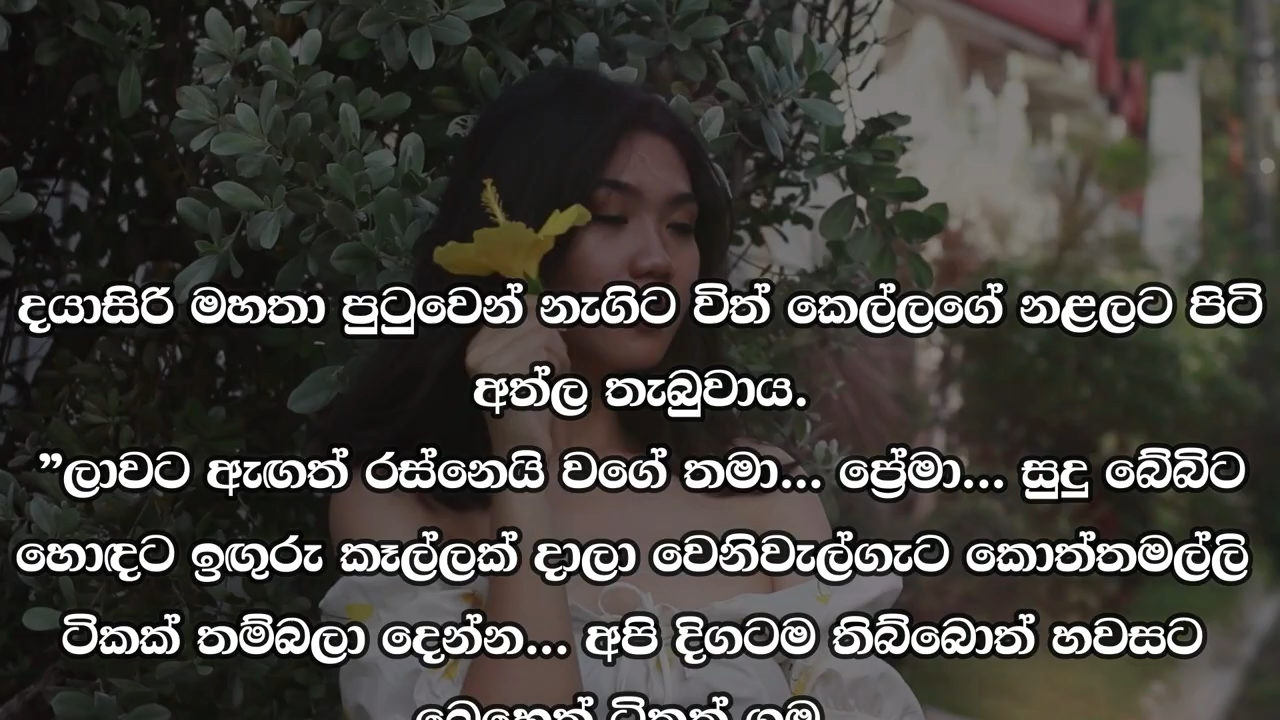 දයාසිරි මහතා පුටුවෙන් නැගිට විත් කෙල්ලගේ නළලට පිටි
අත්ල තැබුවාය.
”ලාවට ඇඟත් රස්නෙයි වගේ තමා... ප්‍රේමා... සුදු බේබිට
හොඳට ඉඟුරු කෑල්ලක් දාලා වෙනිවැල්ගැට කොත්තමල්ලි
ටිකක් තම්බලා දෙන්න... අපි දිගටම තිබ්බොත් හවසට